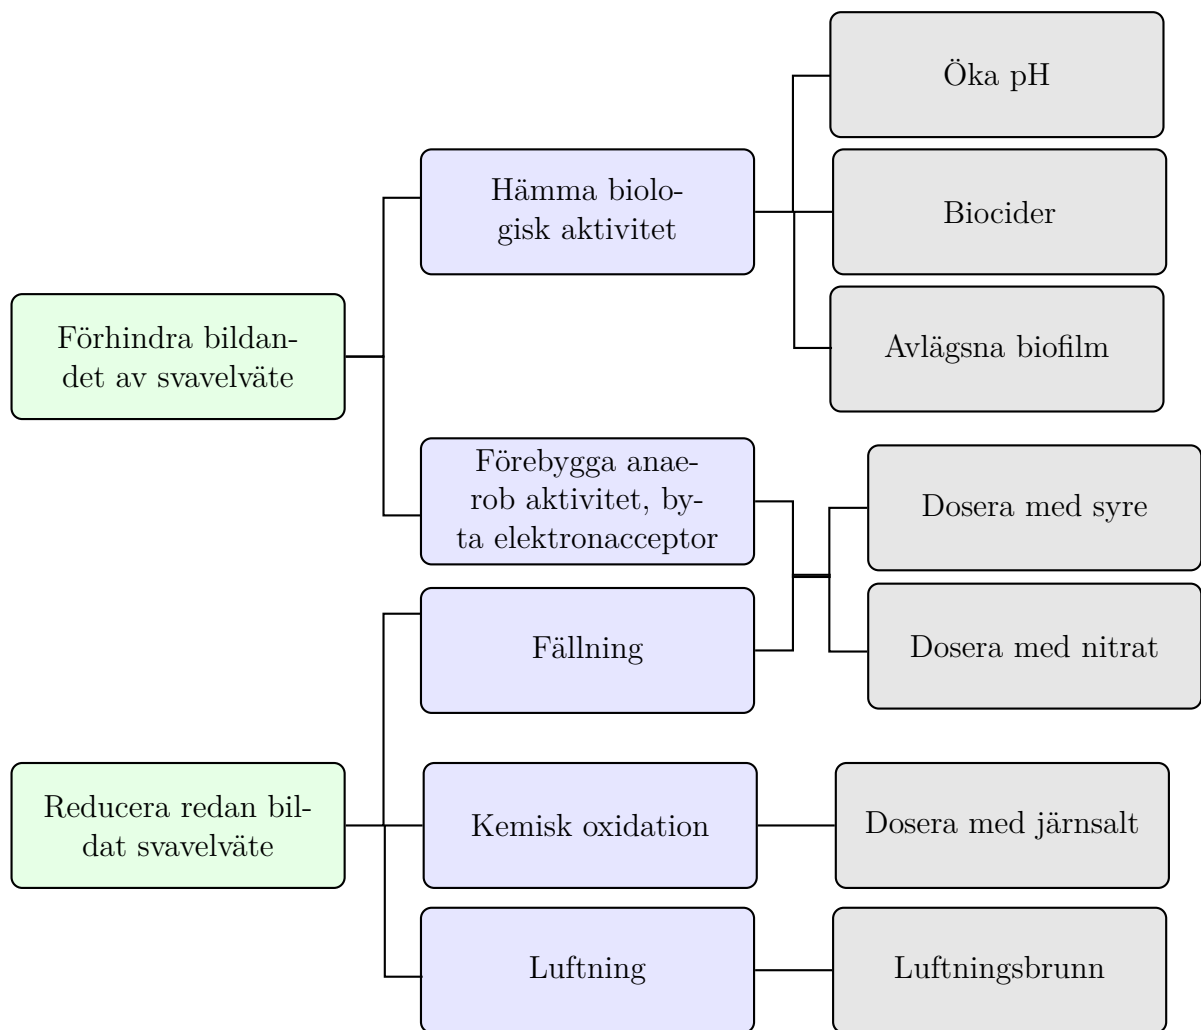 Öka pH
Hämma biolo-
gisk aktivitet
Biocider
Förhindra bildan-
det av svavelväte
Avlägsna biofilm
Förebygga anae-
rob aktivitet, by-
ta elektronacceptor
Dosera med syre
Fällning
Dosera med nitrat
Reducera redan bil-
dat svavelväte
Kemisk oxidation
Dosera med järnsalt
Luftning
Luftningsbrunn